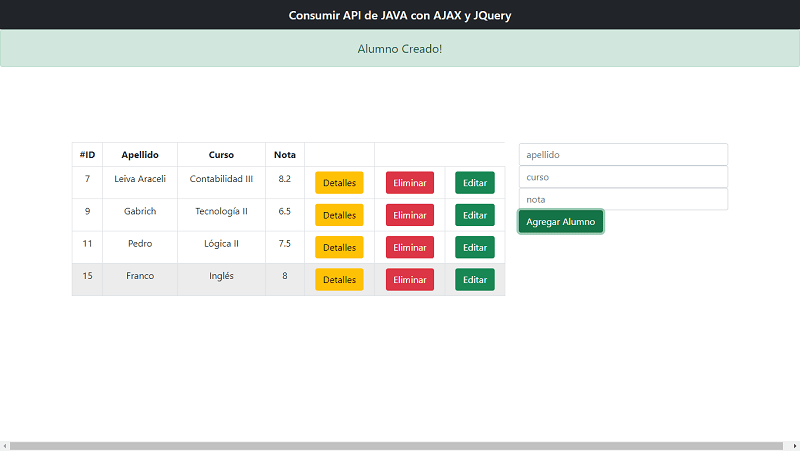 Consumir API de JAVA con AJAX y JQuery
Alumno Creado!
#ID Apellido Curso Nota
7 Leiva Araceli Contabilidad III 8.2 Detalles Eliminar Editar
9 Gabrich Tecnología II 6.5 Detalles Eliminar Editar
11 Pedro Lógica II 7.5 Detalles Eliminar Editar
15 Franco Inglés 8 Detalles Eliminar Editar
apellido
curso
nota
Agregar Alumno